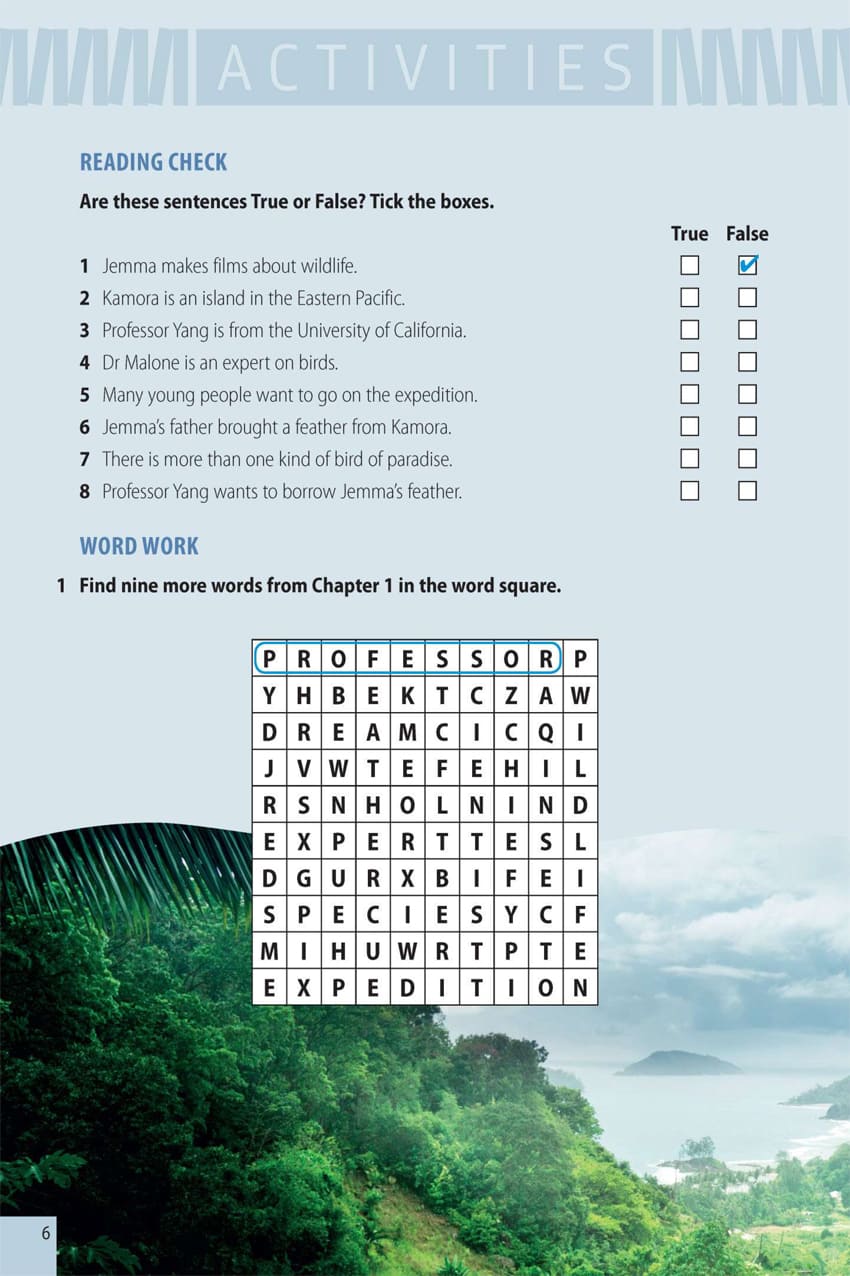 ACTIVITIES
READING CHECK
Are these sentences True or False? Tick the boxes.
True False
1 Jemma makes films about wildlife.
2 Kamora is an island in the Eastern Pacific.
3 Professor Yang is from the University of California.
4 Dr Malone is an expert on birds.
5 Many young people want to go on the expedition.
6 Jemma’s father brought a feather from Kamora.
7 There is more than one kind of bird of paradise.
8 Professor Yang wants to borrow Jemma’s feather.
WORD WORK
1 Find nine more words from Chapter 1 in the word square.
P R O F E S S O R P
Y H B E K T C Z A W
D R E A M C I C Q I
J V W T E F E H I L
R S N H O L N I N D
E X P E R T T E S L
D G U R X B I F E I
S P E C I E S Y C F
M I H U W R T P T E
E X P E D I T I O N
6